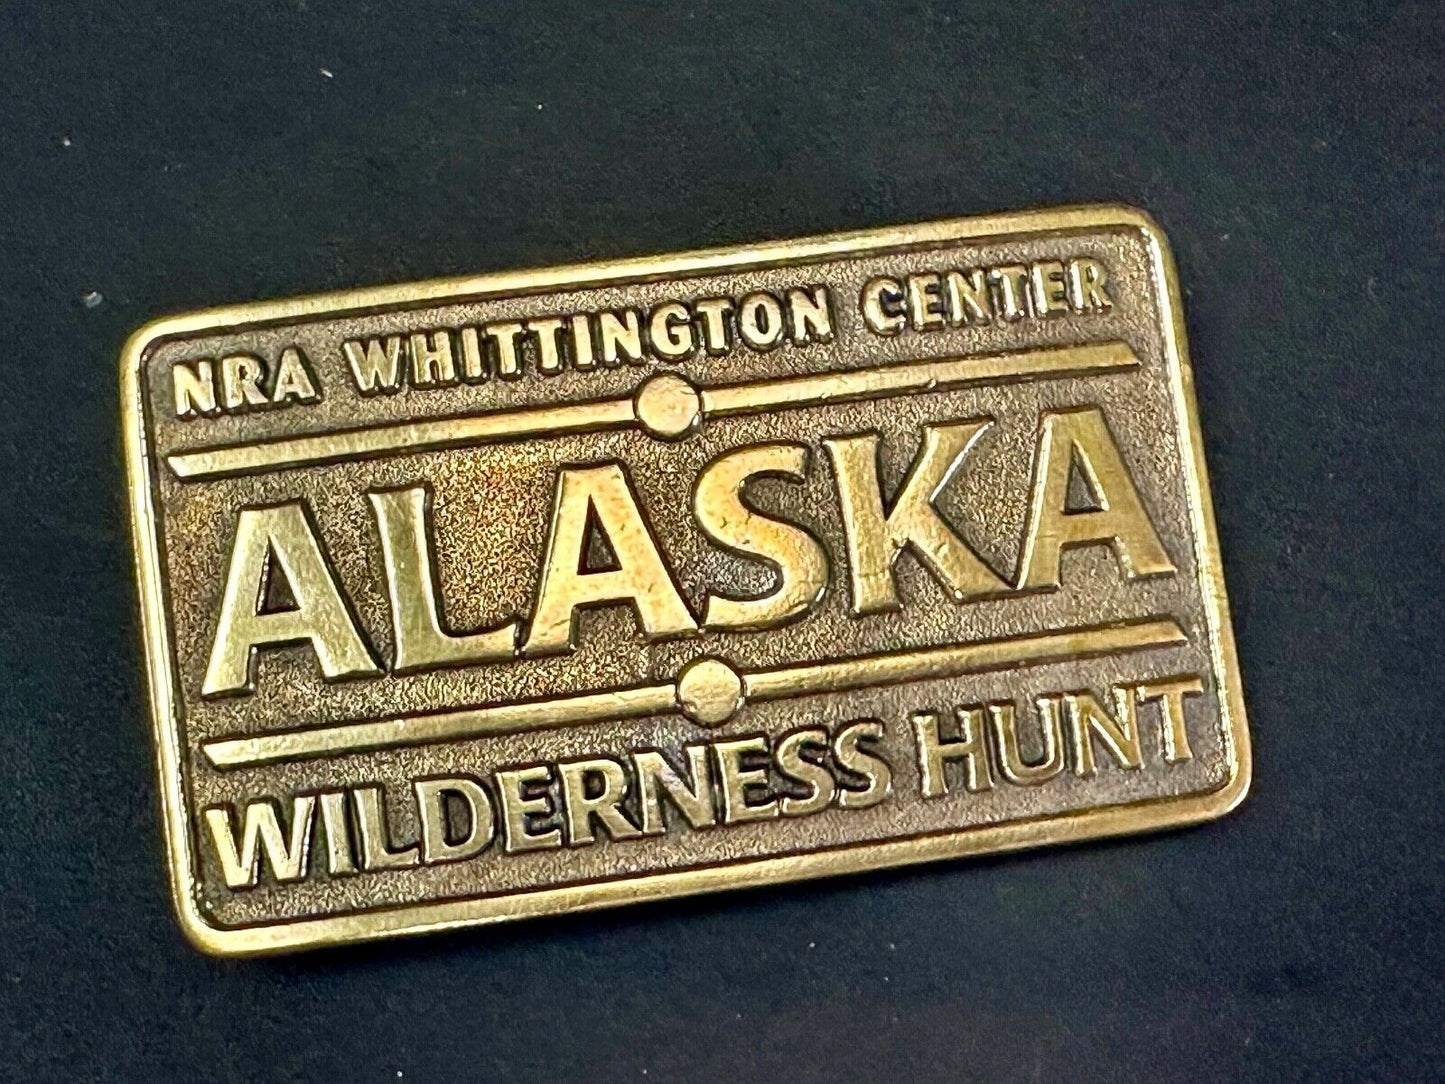 NRA WHITTINGTON CENTER
ALASKA
WILDERNESS HUNT